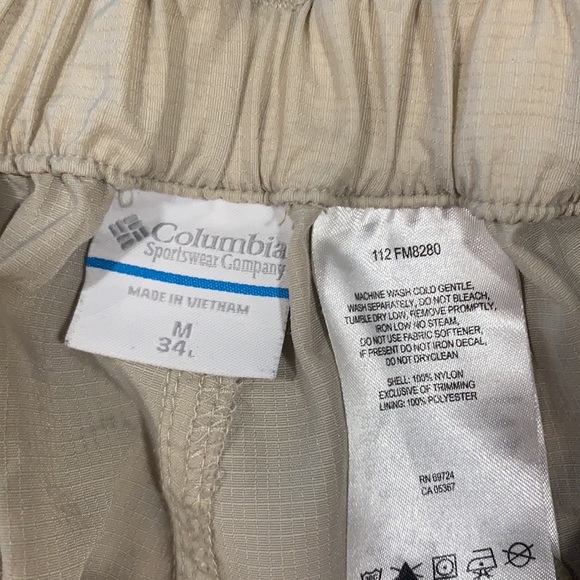 Columbia
Sportswear Company
MADE IN VIETNAM
M
34L
112 FM8280
MACHINE WASH COLD GENTLE,
WASH SEPARATELY, DO NOT BLEACH,
TUMBLE DRY LOW, REMOVE PROMPTLY,
IRON LOW NO STEAM,
DO NOT USE FABRIC SOFTENER,
IF PRESENT DO NOT IRON DECAL,
DO NOT DRYCLEAN
SHELL: 100% NYLON
EXCLUSIVE OF TRIMMING
LINING: 100% POLYESTER
RN 69724
CA 05367